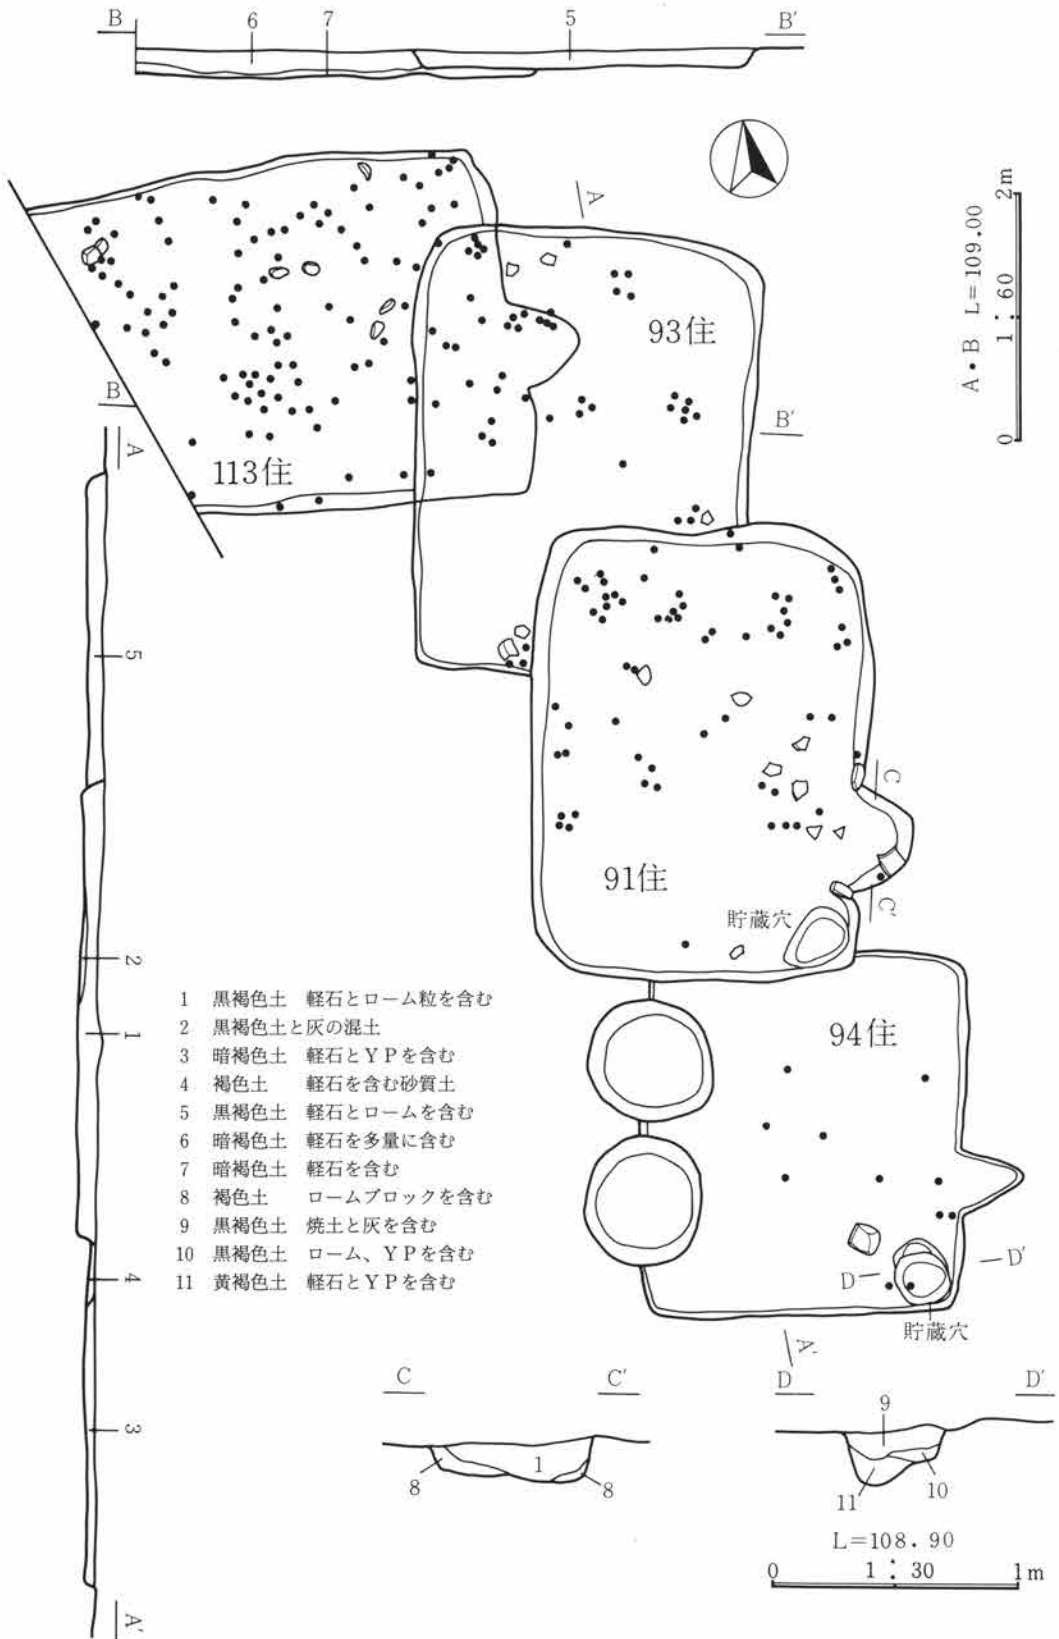 B 6 7 5 B'
A
2m
A・B L=109.00
1:60
0
93住
B
B'
A
113住
5
C
C'
91住
貯蔵穴
2
1
94住
1 黒褐色土 軽石とローム粒を含む
2 黒褐色土と灰の混土
3 暗褐色土 軽石とYPを含む
4 褐色土 軽石を含む砂質土
5 黒褐色土 軽石とロームを含む
6 暗褐色土 軽石を多量に含む
7 暗褐色土 軽石を含む
8 褐色土 ロームブロックを含む
9 黒褐色土 焼土と灰を含む
10 黒褐色土 ローム、YPを含む
11 黄褐色土 軽石とYPを含む
4
D D'
貯蔵穴
A'
3
C C'
D D'
9
8 1 8
11 10
L=108.90
0 1:30 1m
A'